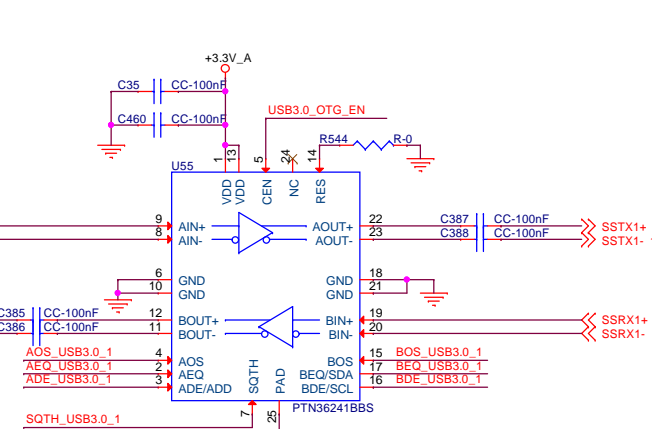 +3.3V_A
C35 CC-100nF
C460 CC-100nF
USB3.0_OTG_EN
R544 R-0
U55
1 13 5 24 14
VDD VDD CEN NC RES
9 AIN+ AOUT+ 22 C387 CC-100nF SSTX1+
8 AIN- AOUT- 23 C388 CC-100nF SSTX1-
6 GND GND 18
10 GND GND 21
C385 CC-100nF 12 BOUT+ BIN+ 19 SSRX1+
C386 CC-100nF 11 BOUT- BIN- 20 SSRX1-
AOS_USB3.0_1 4 AOS BOS 15 BOS_USB3.0_1
AEQ_USB3.0_1 2 AEQ BEQ/SDA 17 BEQ_USB3.0_1
ADE_USB3.0_1 3 ADE/ADD BDE/SCL 16 BDE_USB3.0_1
SQTH PAD
PTN36241BBS
SQTH_USB3.0_1 7 25